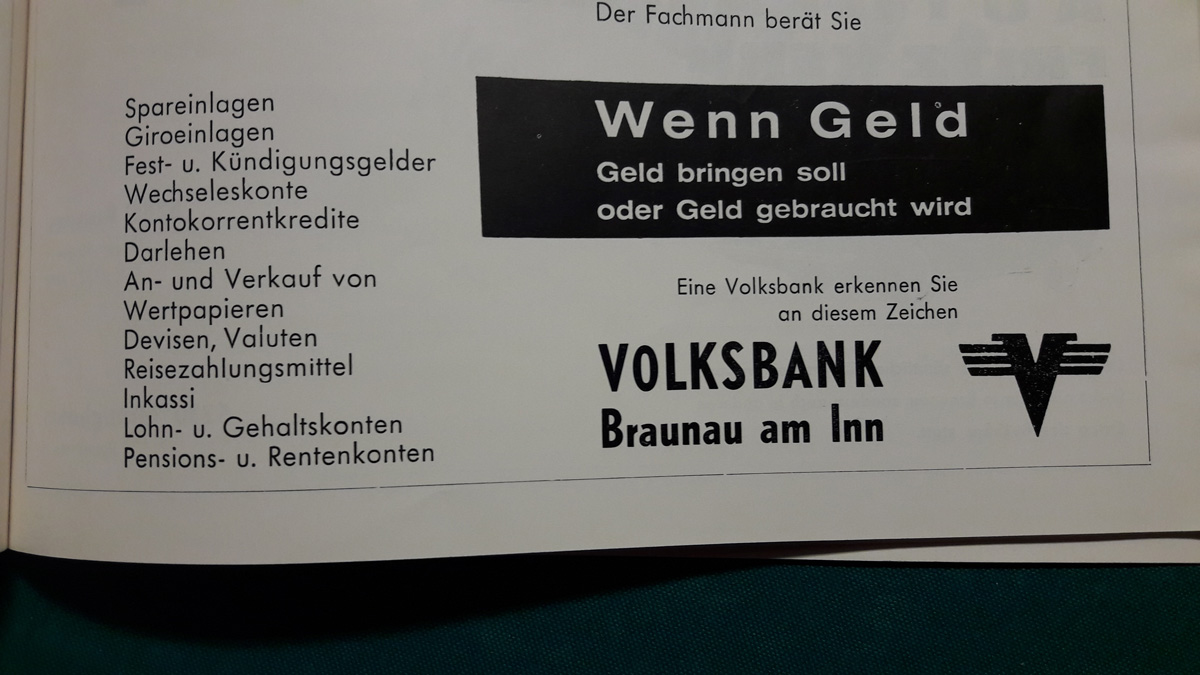 Der Fachmann berät Sie
Spareinlagen
Giroeinlagen
Fest- u. Kündigungsgelder
Wechseleskonte
Kontokorrentkredite
Darlehen
An- und Verkauf von
Wertpapieren
Devisen, Valuten
Reisezahlungsmittel
Inkassi
Lohn- u. Gehaltskonten
Pensions- u. Rentenkonten
Wenn Geld
Geld bringen soll
oder Geld gebraucht wird
Eine Volksbank erkennen Sie
an diesem Zeichen
VOLKSBANK
Braunau am Inn